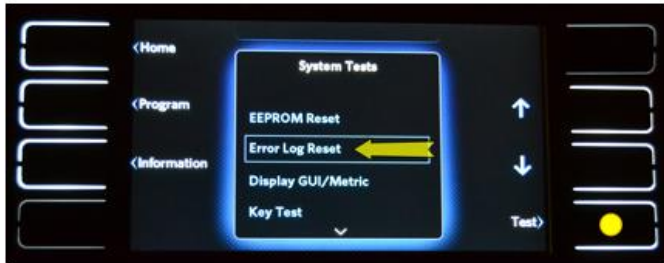 <Home
System Tests
<Program
EEPROM Reset
Error Log Reset
<Information
Display GUI/Metric
Key Test
Test>